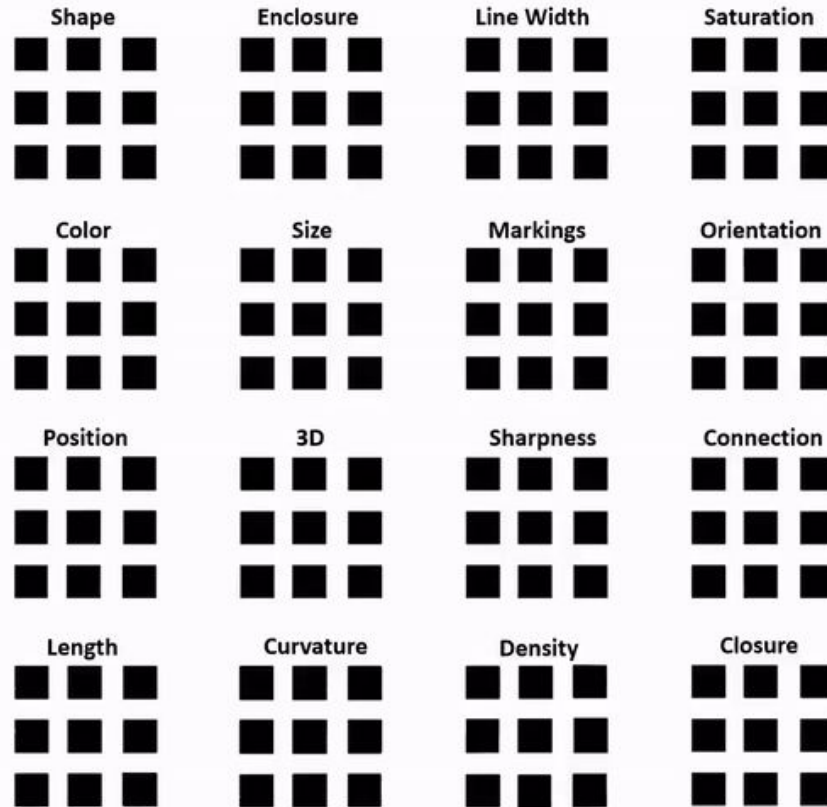 Shape Enclosure Line Width Saturation
Color Size Markings Orientation
Position 3D Sharpness Connection
Length Curvature Density Closure